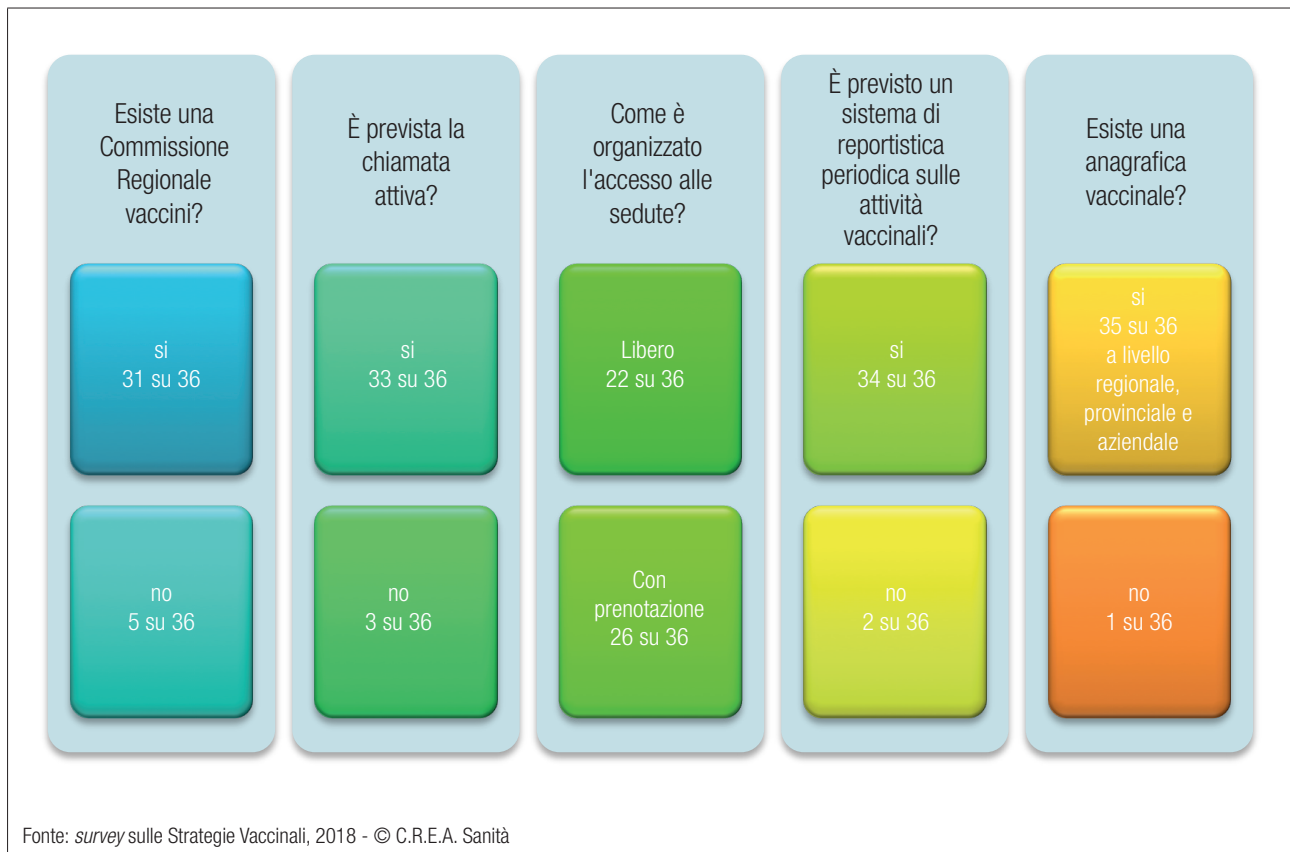 Esiste una
Commissione
Regionale
vaccini?
si
31 su 36
no
5 su 36
È prevista la
chiamata
attiva?
si
33 su 36
no
3 su 36
Come è
organizzato
l'accesso alle
sedute?
Libero
22 su 36
Con
prenotazione
26 su 36
È previsto un
sistema di
reportistica
periodica sulle
attività
vaccinali?
si
34 su 36
no
2 su 36
Esiste una
anagrafica
vaccinale?
si
35 su 36
a livello
regionale,
provinciale e
aziendale
no
1 su 36
Fonte: survey sulle Strategie Vaccinali, 2018 - © C.R.E.A. Sanità